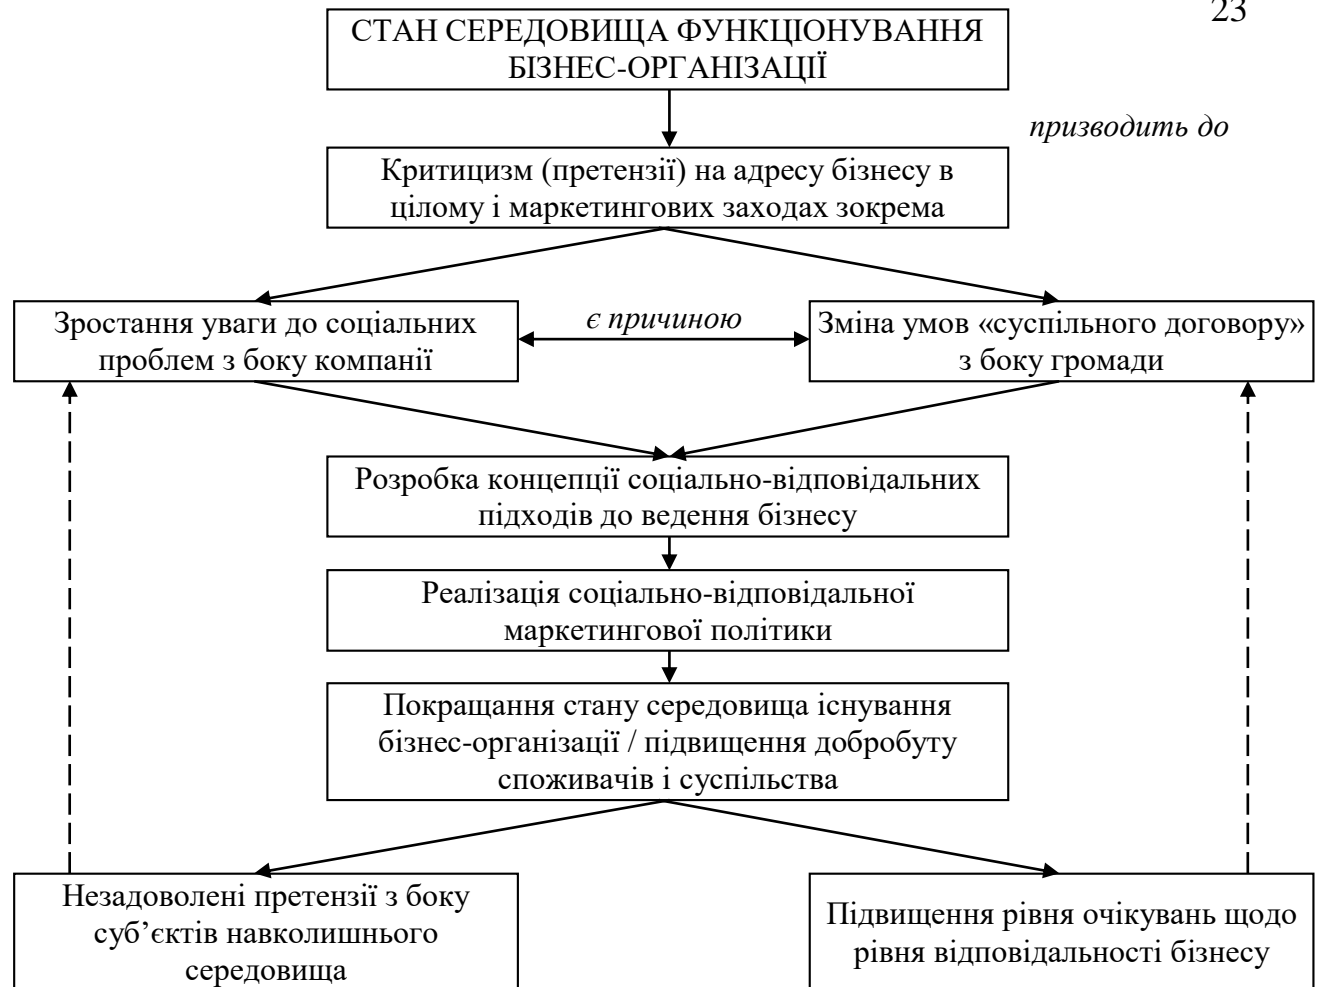 23
СТАН СЕРЕДОВИЩА ФУНКЦІОНУВАННЯ
БІЗНЕС-ОРГАНІЗАЦІЇ
призводить до
Критицизм (претензії) на адресу бізнесу в
цілому і маркетингових заходах зокрема
Зростання уваги до соціальних
проблем з боку компанії
є причиною
Зміна умов «суспільного договору»
з боку громади
Розробка концепції соціально-відповідальних
підходів до ведення бізнесу
Реалізація соціально-відповідальної
маркетингової політики
Покращання стану середовища існування
бізнес-організації / підвищення добробуту
споживачів і суспільства
Незадоволені претензії з боку
суб’єктів навколишнього
середовища
Підвищення рівня очікувань щодо
рівня відповідальності бізнесу